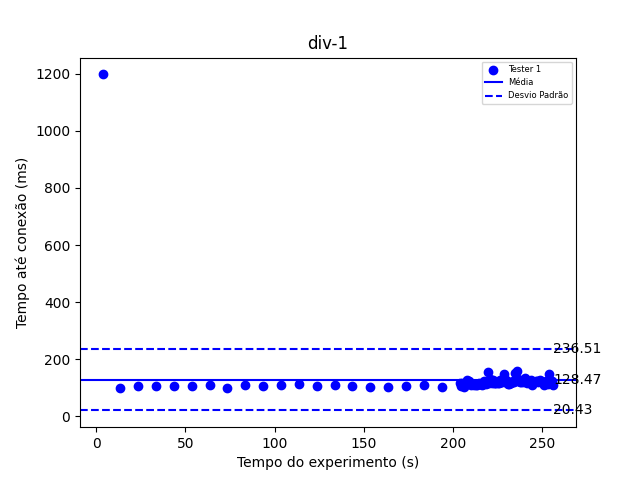 div-1
Tester 1
Média
Desvio Padrão
1200
1000
800
600
400
200
0
Tempo até conexão (ms)
236.51
128.47
20.43
0 50 100 150 200 250
Tempo do experimento (s)